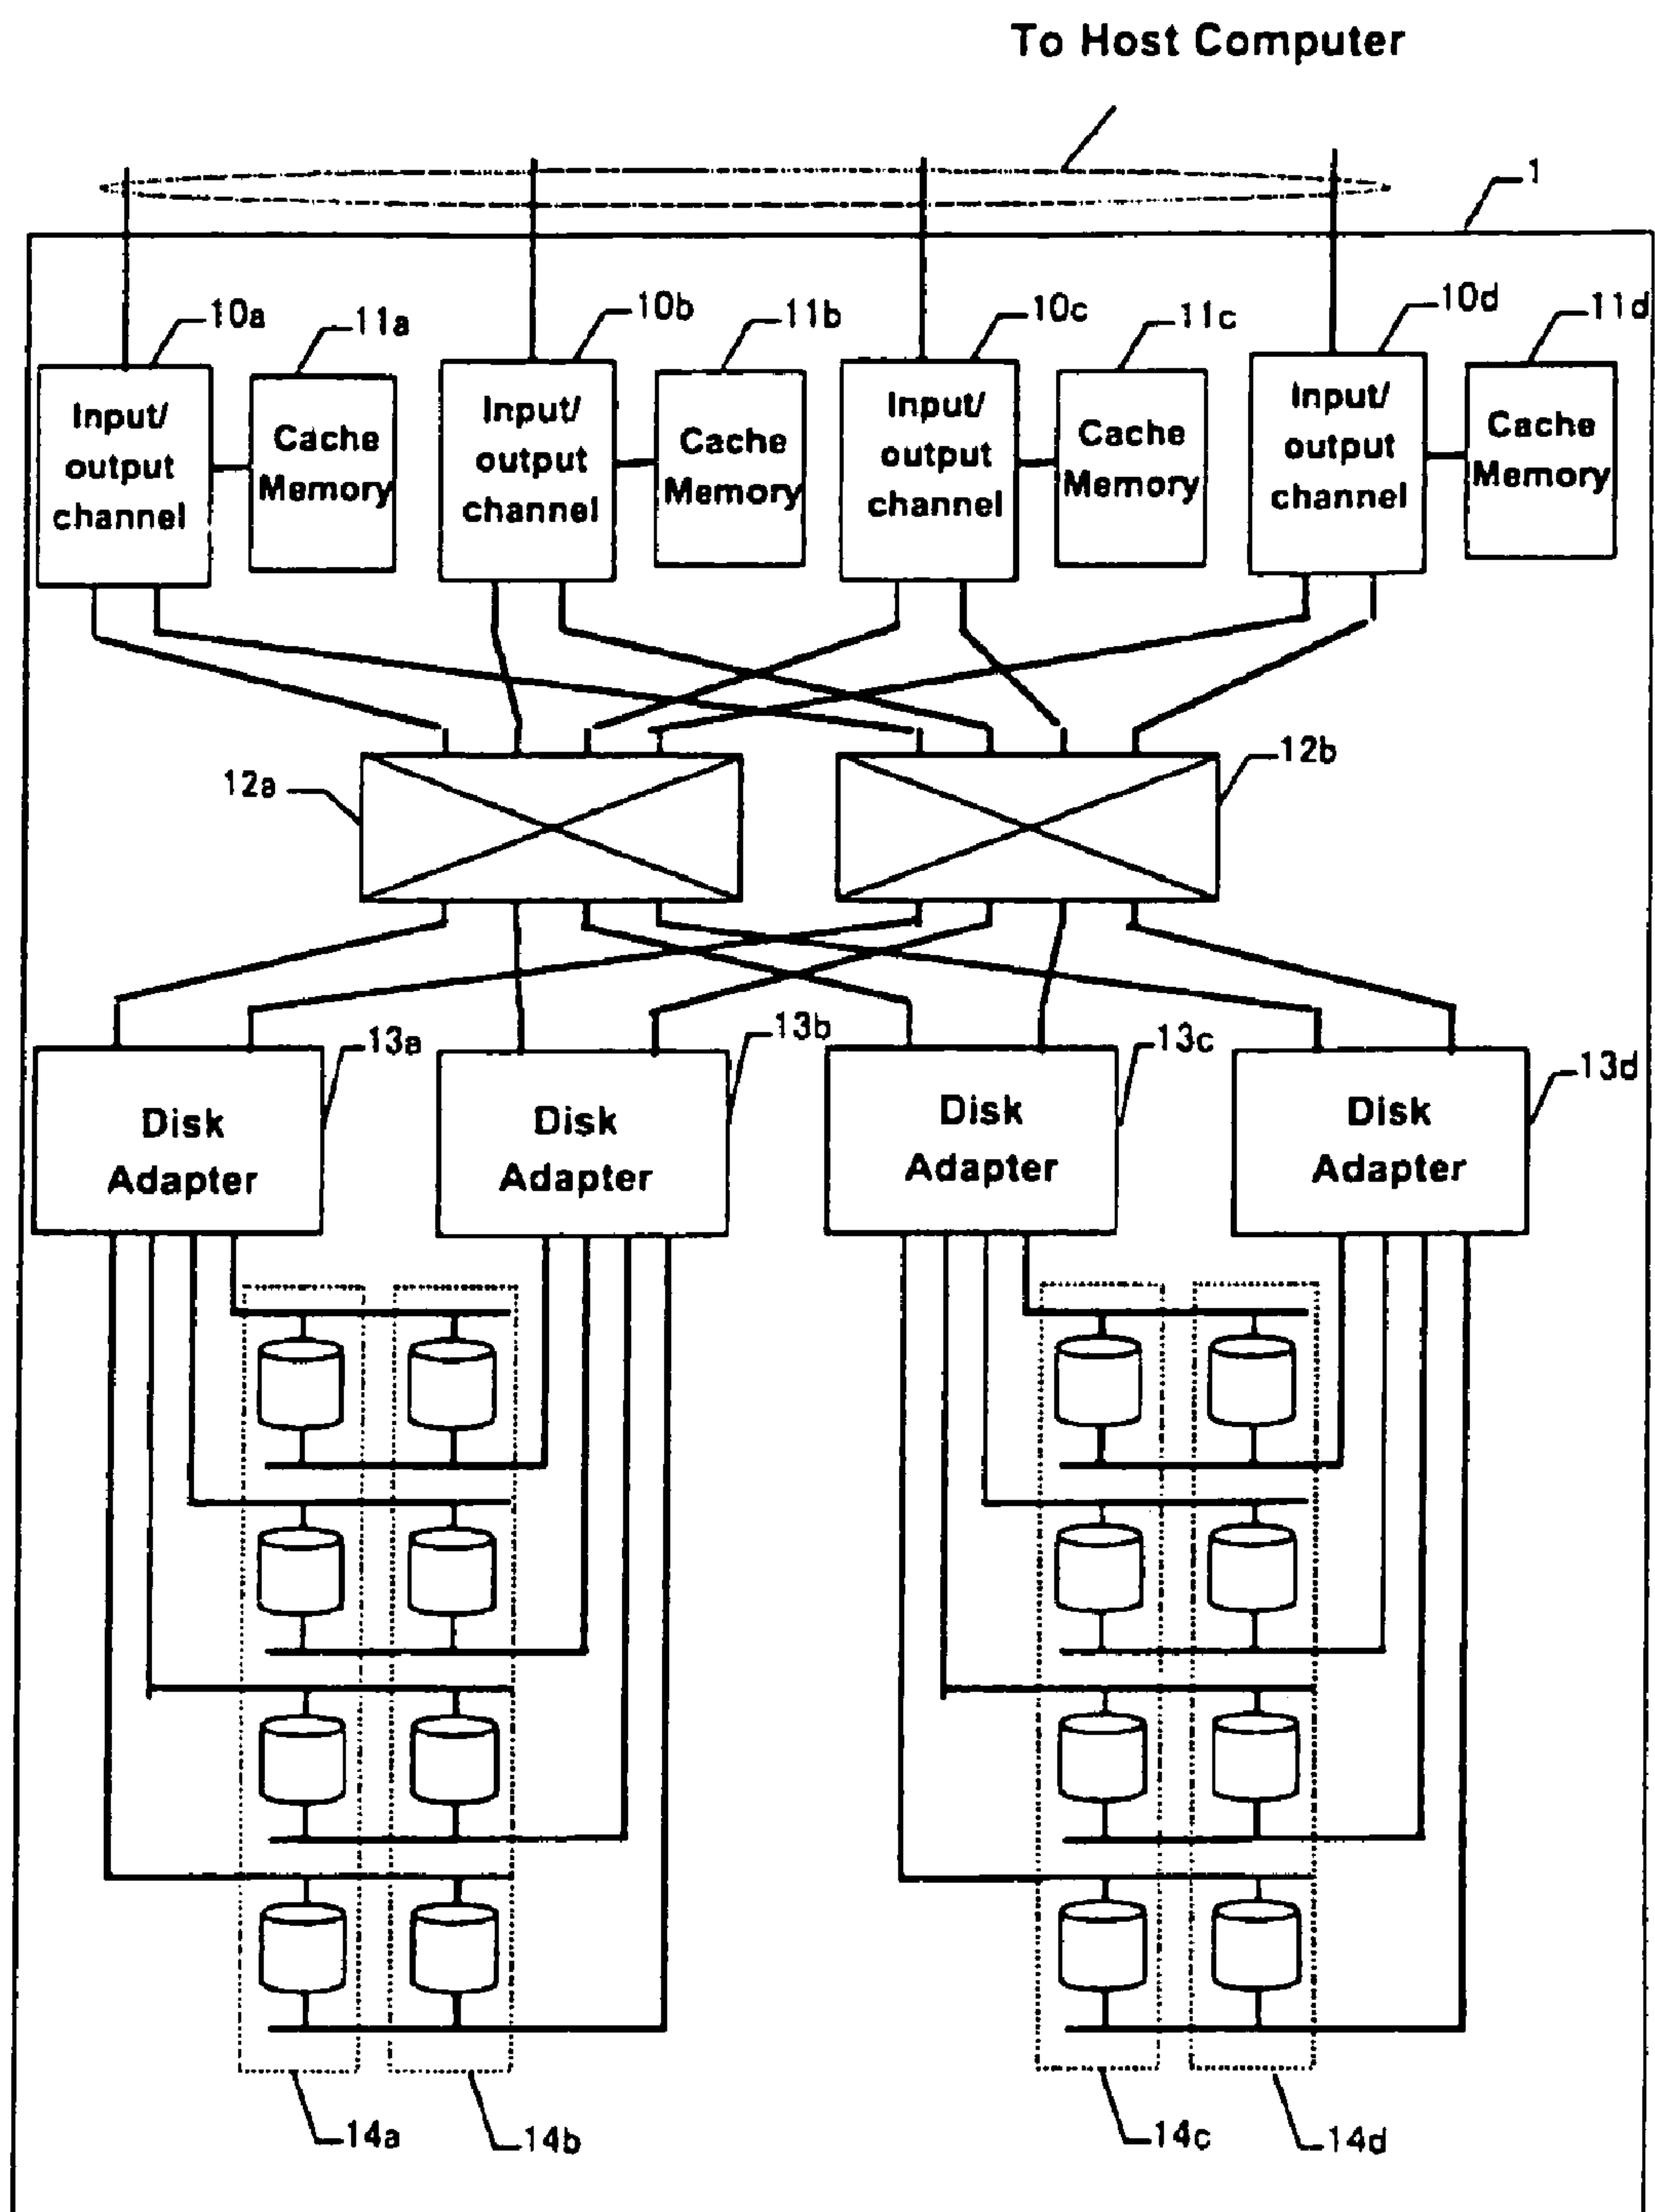 To Host Computer
1
10a
11a
10b
11b
10c
11c
10d
11d
Input/
output
channel
Cache
Memory
Input/
output
channel
Cache
Memory
Input/
output
channel
Cache
Memory
Input/
output
channel
Cache
Memory
12a
12b
13a
13b
13c
13d
Disk
Adapter
Disk
Adapter
Disk
Adapter
Disk
Adapter
14a
14b
14c
14d